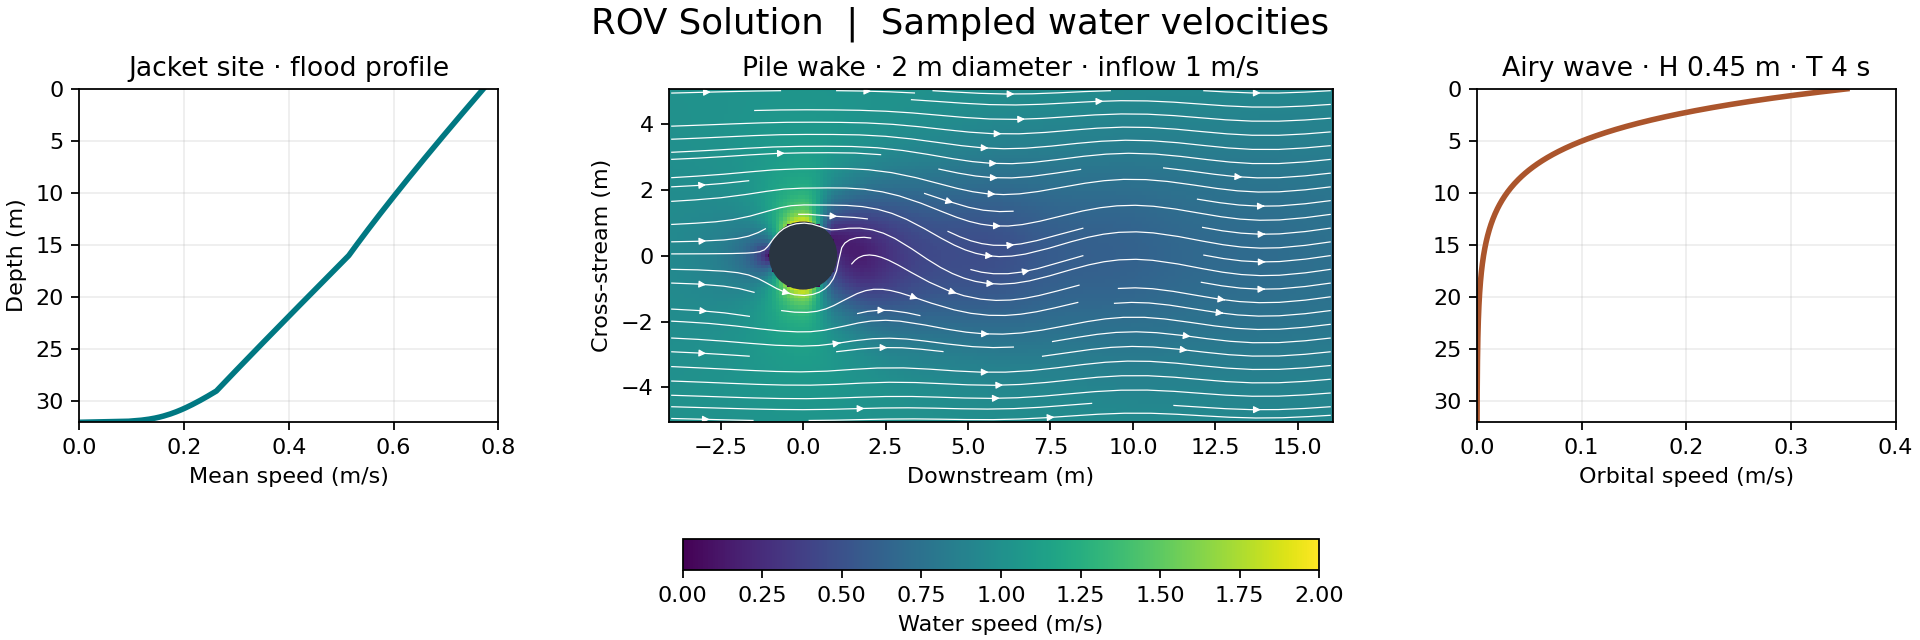 ROV Solution | Sampled water velocities
Jacket site · flood profile
0
5
10
15
20
25
30
Depth (m)
0.0 0.2 0.4 0.6 0.8
Mean speed (m/s)
Pile wake · 2 m diameter · inflow 1 m/s
4
2
0
−2
−4
Cross-stream (m)
−2.5 0.0 2.5 5.0 7.5 10.0 12.5 15.0
Downstream (m)
Airy wave · H 0.45 m · T 4 s
0
5
10
15
20
25
30
0.0 0.1 0.2 0.3 0.4
Orbital speed (m/s)
0.00 0.25 0.50 0.75 1.00 1.25 1.50 1.75 2.00
Water speed (m/s)